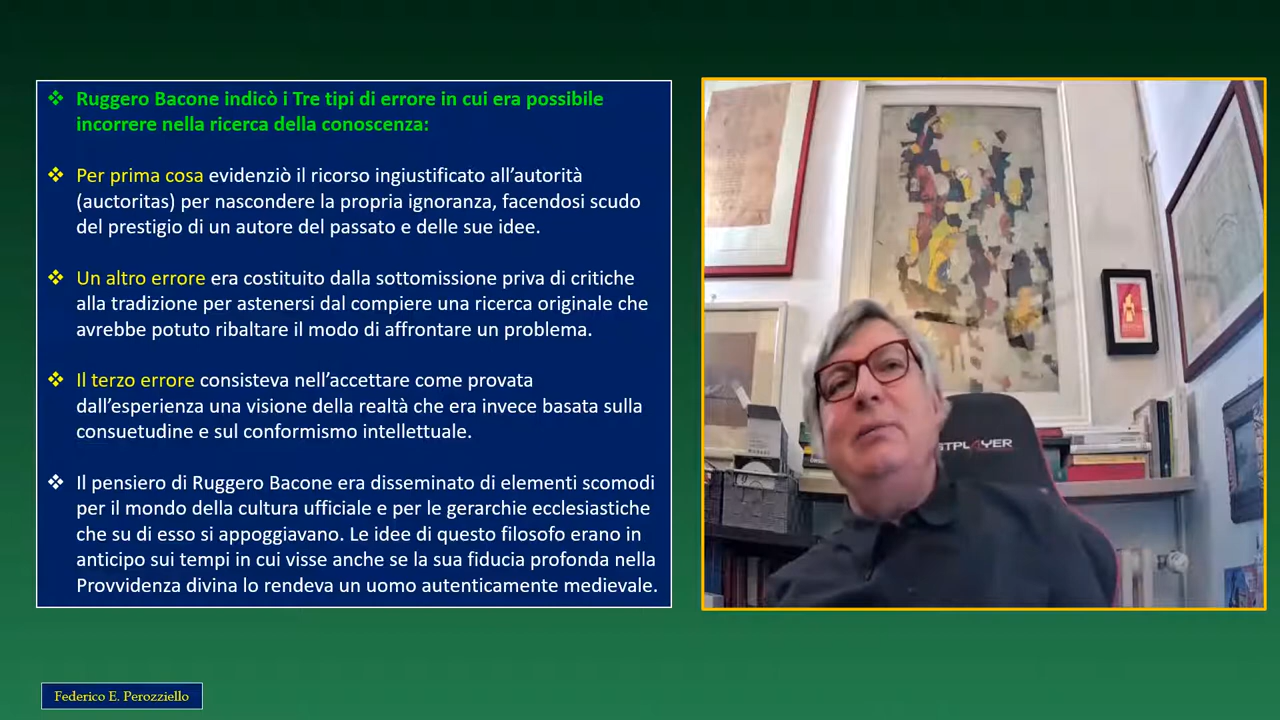 Ruggero Bacone indicò i Tre tipi di errore in cui era possibile
incorrere nella ricerca della conoscenza:
Per prima cosa evidenziò il ricorso ingiustificato all’autorità
(auctoritas) per nascondere la propria ignoranza, facendosi scudo
del prestigio di un autore del passato e delle sue idee.
Un altro errore era costituito dalla sottomissione priva di critiche
alla tradizione per astenersi dal compiere una ricerca originale che
avrebbe potuto ribaltare il modo di affrontare un problema.
Il terzo errore consisteva nell’accettare come provata
dall’esperienza una visione della realtà che era invece basata sulla
consuetudine e sul conformismo intellettuale.
Il pensiero di Ruggero Bacone era disseminato di elementi scomodi
per il mondo della cultura ufficiale e per le gerarchie ecclesiastiche
che su di esso si appoggiavano. Le idee di questo filosofo erano in
anticipo sui tempi in cui visse anche se la sua fiducia profonda nella
Provvidenza divina lo rendeva un uomo autenticamente medievale.
STPL4YER
Federico E. Perozziello